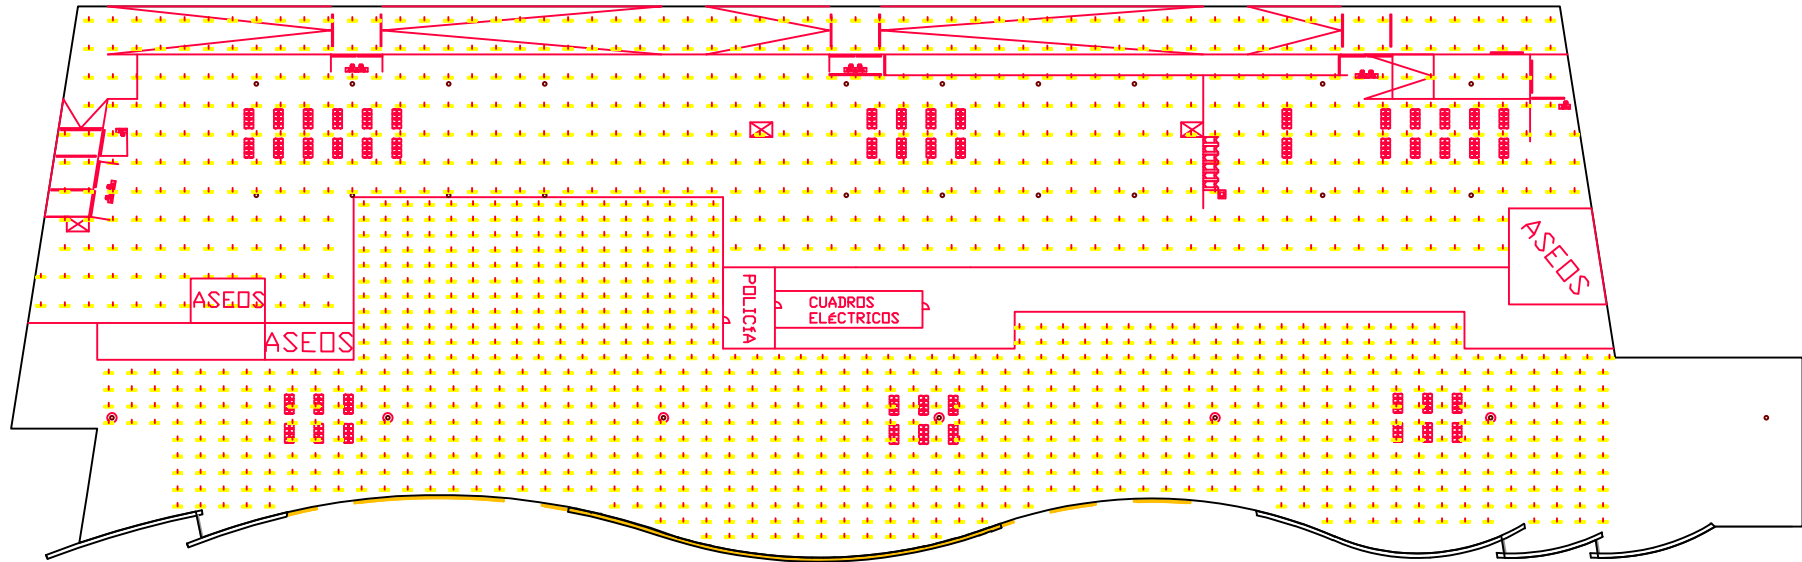 ASEOS
ASEOS
ASEOS
POLICÍA
CUADROS
ELÉCTRICOS